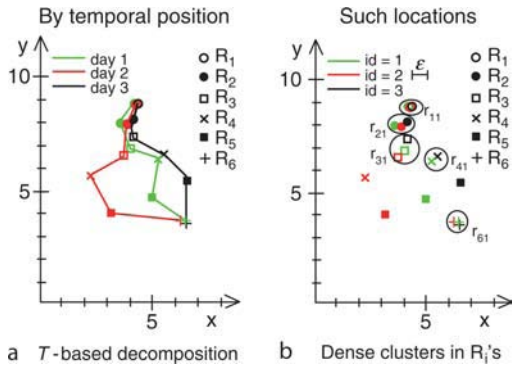 By temporal position
y
10
5
5
x
day 1
day 2
day 3
R1
R2
R3
R4
R5
R6
a T-based decomposition
Such locations
y
10
5
5
x
id = 1
id = 2
id = 3
ε
R1
R2
R3
R4
R5
R6
r11
r21
r31
r41
r61
b Dense clusters in Ri's